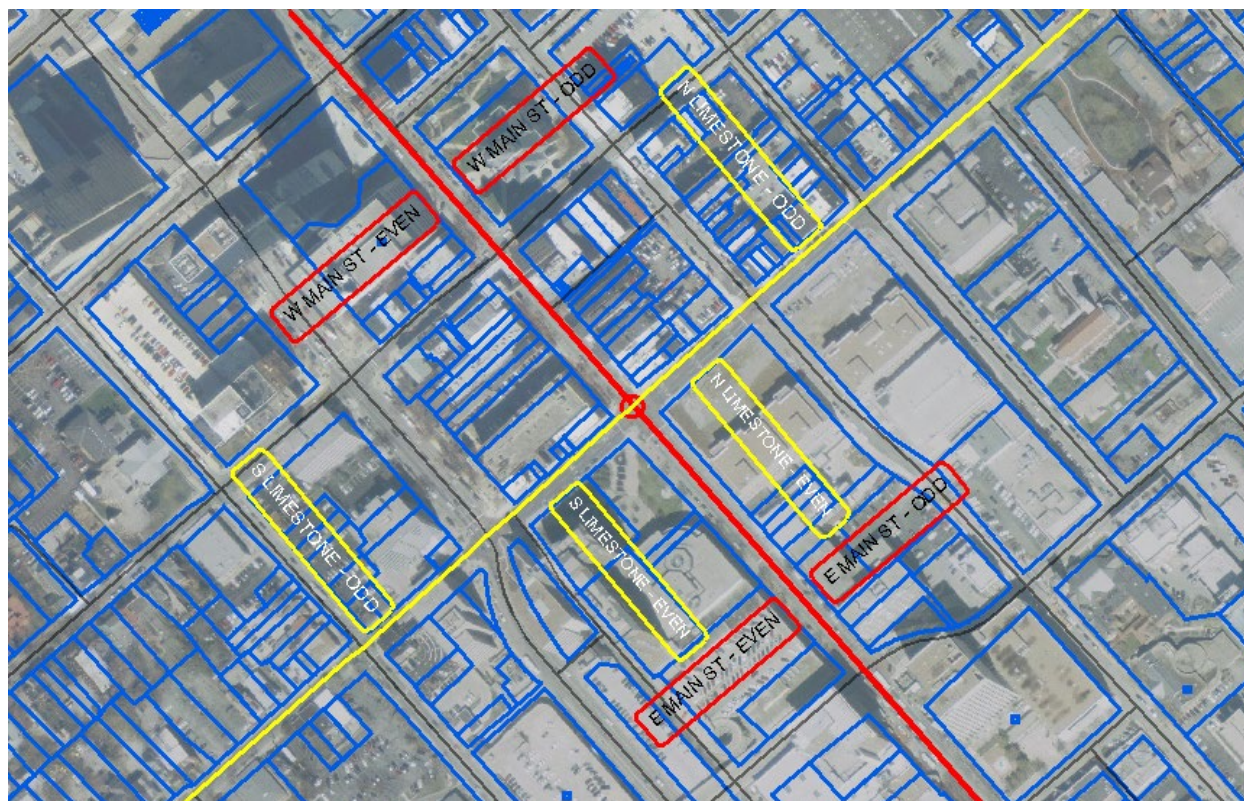 W MAIN ST - ODD
N LIMESTONE - ODD
W MAIN ST - EVEN
N LIMESTONE - EVEN
S LIMESTONE - ODD
E MAIN ST - ODD
S LIMESTONE - EVEN
E MAIN ST - EVEN